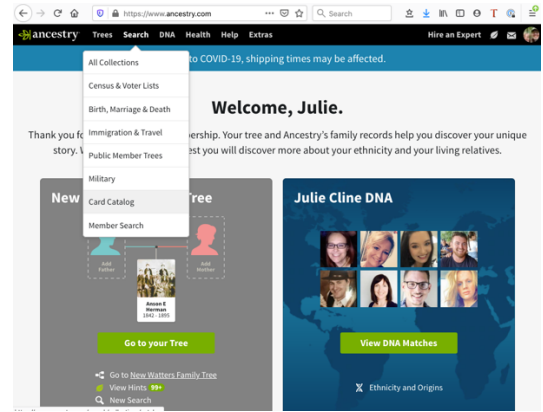 https://www.ancestry.com
Search
ancestry Trees Search DNA Health Help Extras Hire an Expert
to COVID-19, shipping times may be affected.
All Collections
Census & Voter Lists
Birth, Marriage & Death
Immigration & Travel
Public Member Trees
Military
Card Catalog
Member Search
Welcome, Julie.
Thank you fo bership. Your tree and Ancestry's family records help you discover your unique
story. W est you will discover more about your ethnicity and your living relatives.
New Tree
Add Father
Add Mother
Ancon E
Herman
1842 - 1895
Go to your Tree
Go to New Watters Family Tree
View Hints 99+
New Search
Julie Cline DNA
View DNA Matches
Ethnicity and Origins